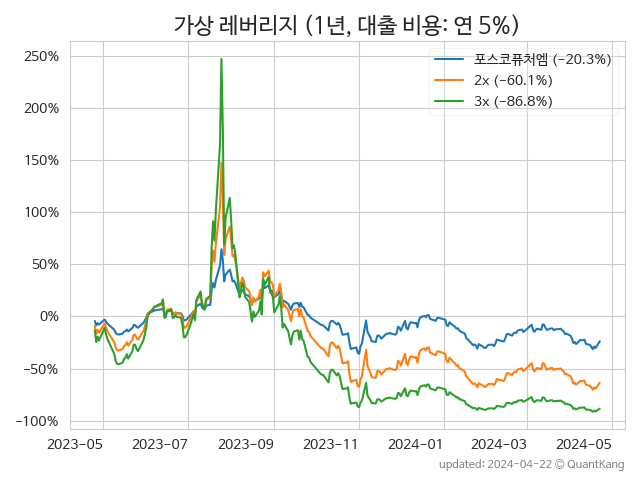 가상 레버리지 (1년, 대출 비용: 연 5%)
포스코퓨처엠 (-20.3%)
2x (-60.1%)
3x (-86.8%)
250%
200%
150%
100%
50%
0%
-50%
-100%
2023-05 2023-07 2023-09 2023-11 2024-01 2024-03 2024-05
updated: 2024-04-22 © QuantKang